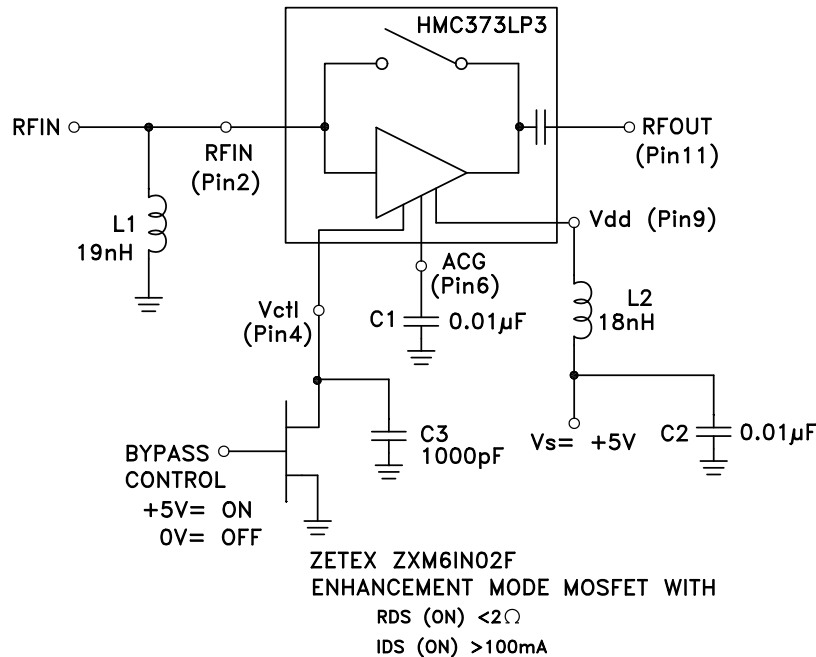 HMC373LP3
RFIN
RFIN
(Pin2)
RFOUT
(Pin11)
L1
19nH
Vdd (Pin9)
ACG
(Pin6)
Vctl
(Pin4)
C1
0.01µF
L2
18nH
C3
1000pF
Vs= +5V
C2
0.01µF
BYPASS
CONTROL
+5V= ON
0V= OFF
ZETEX ZXM6IN02F
ENHANCEMENT MODE MOSFET WITH
RDS (ON) <2Ω
IDS (ON) >100mA